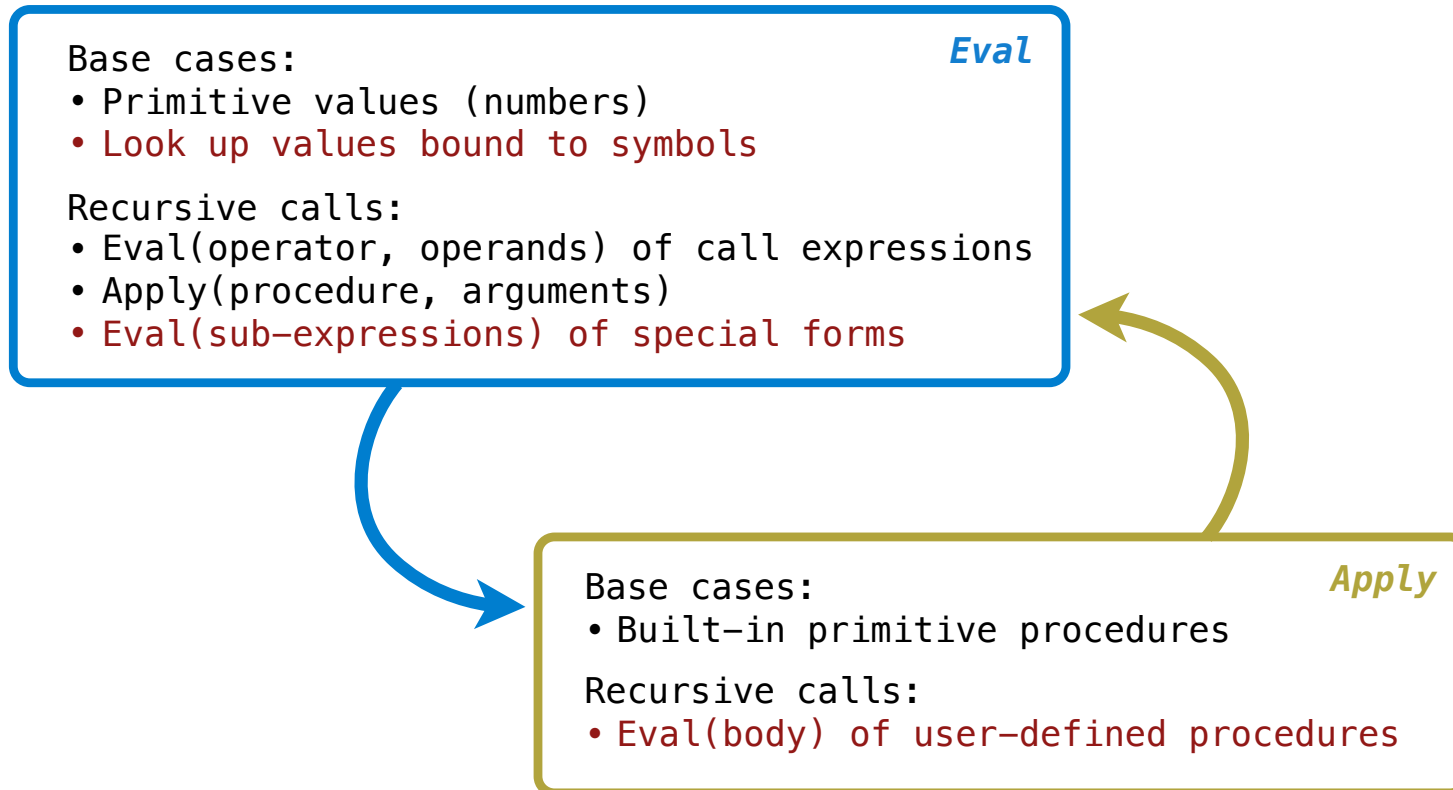 Eval
Base cases:
• Primitive values (numbers)
• Look up values bound to symbols
Recursive calls:
• Eval(operator, operands) of call expressions
• Apply(procedure, arguments)
• Eval(sub-expressions) of special forms
Apply
Base cases:
• Built-in primitive procedures
Recursive calls:
• Eval(body) of user-defined procedures